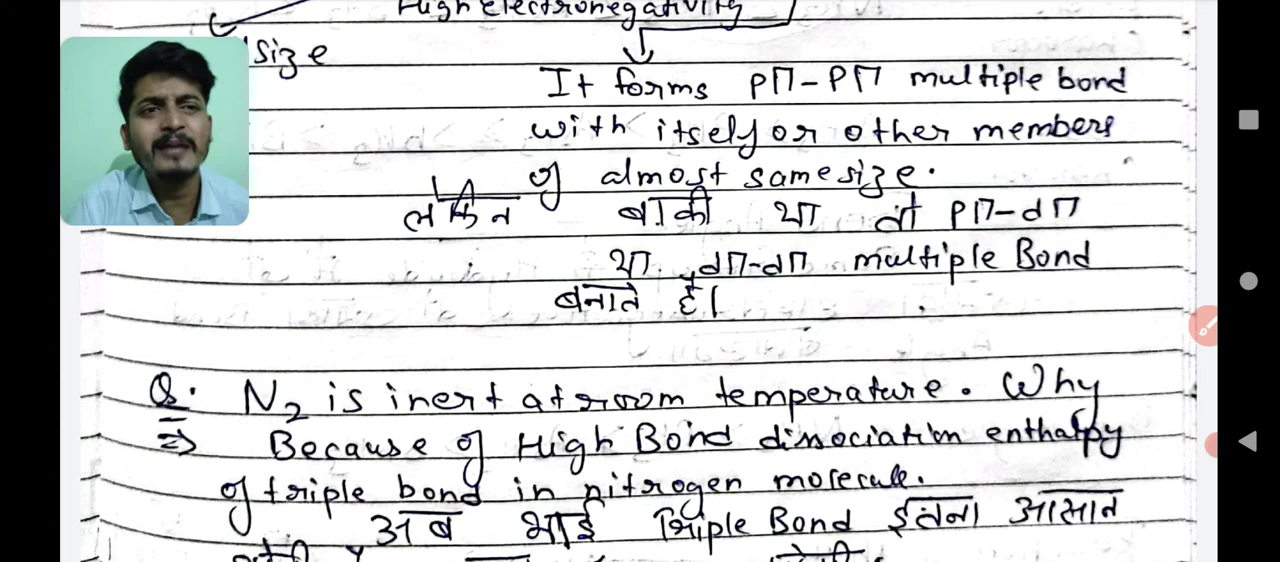 High electronegativity
size
It forms pπ-pπ multiple bond
with itself or other members
of almost same size.
लेकिन बाकी या तो pπ-dπ
या dπ-dπ multiple Bond
बनाते हैं।
Q. N2 is inert at room temperature. Why
⇒ Because of High Bond dissociation enthalpy
of triple bond in nitrogen molecule.
अब भाई Triple Bond इतना आसान